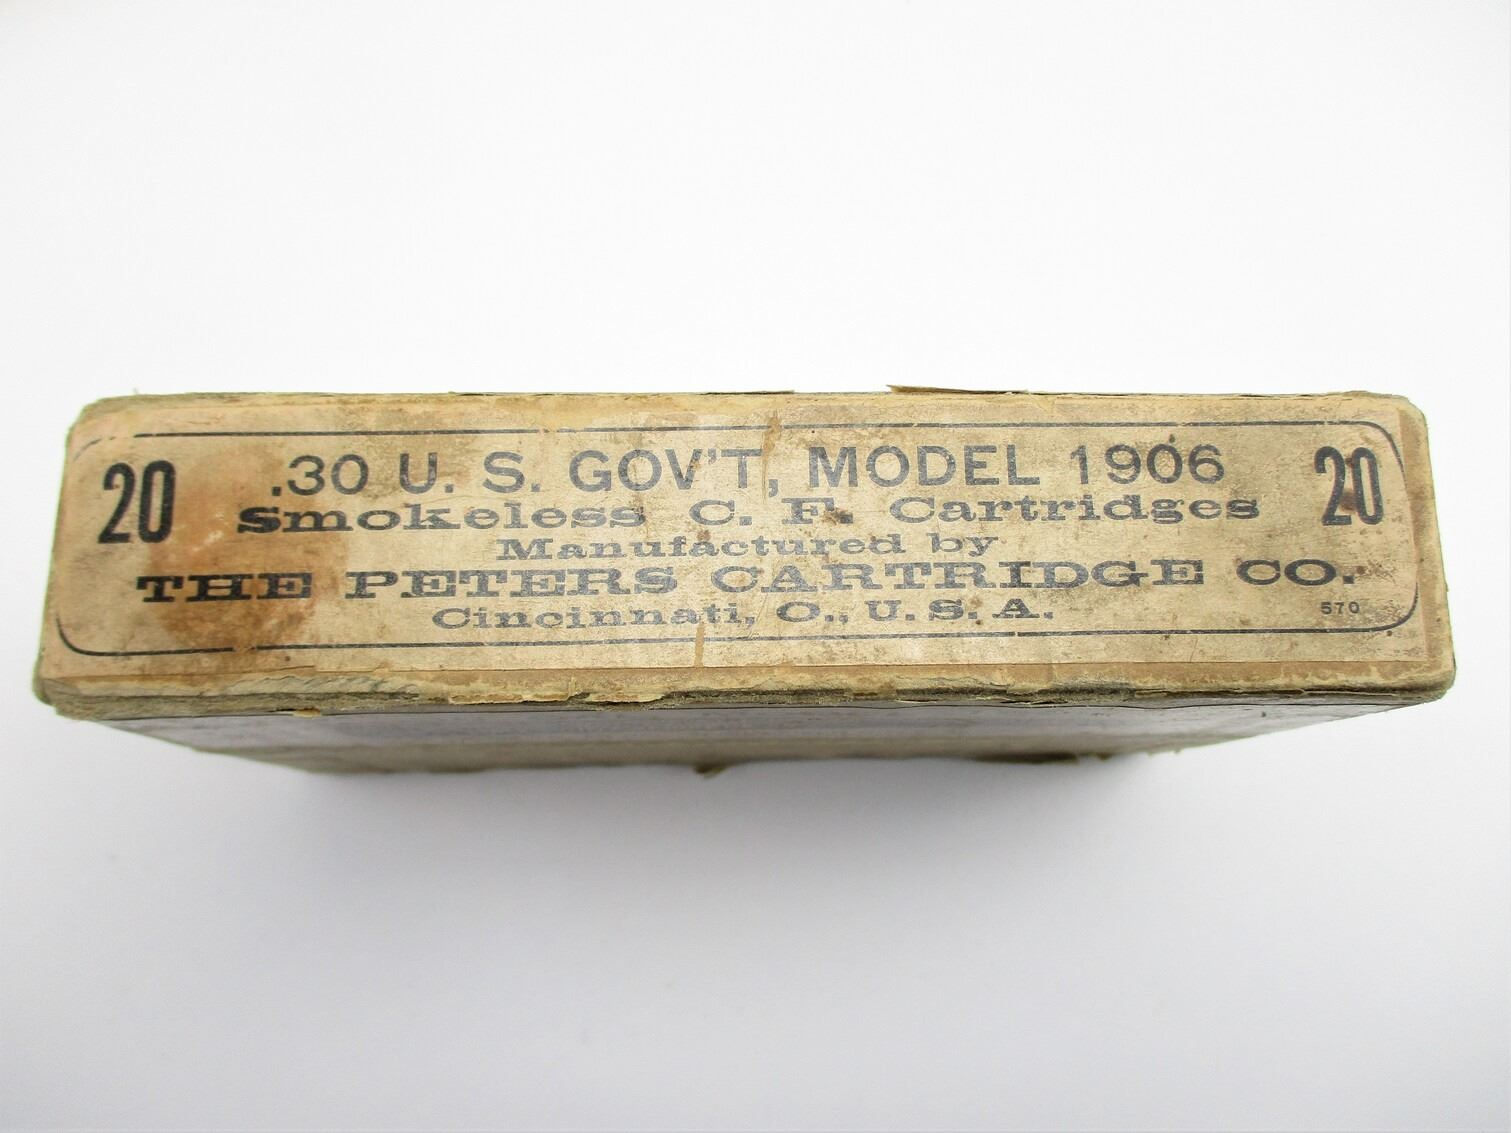 20 .30 U. S. GOV'T, MODEL 1906 20
Smokeless C. F. Cartridges
Manufactured by
THE PETERS CARTRIDGE CO.
Cincinnati, O., U. S. A.
570